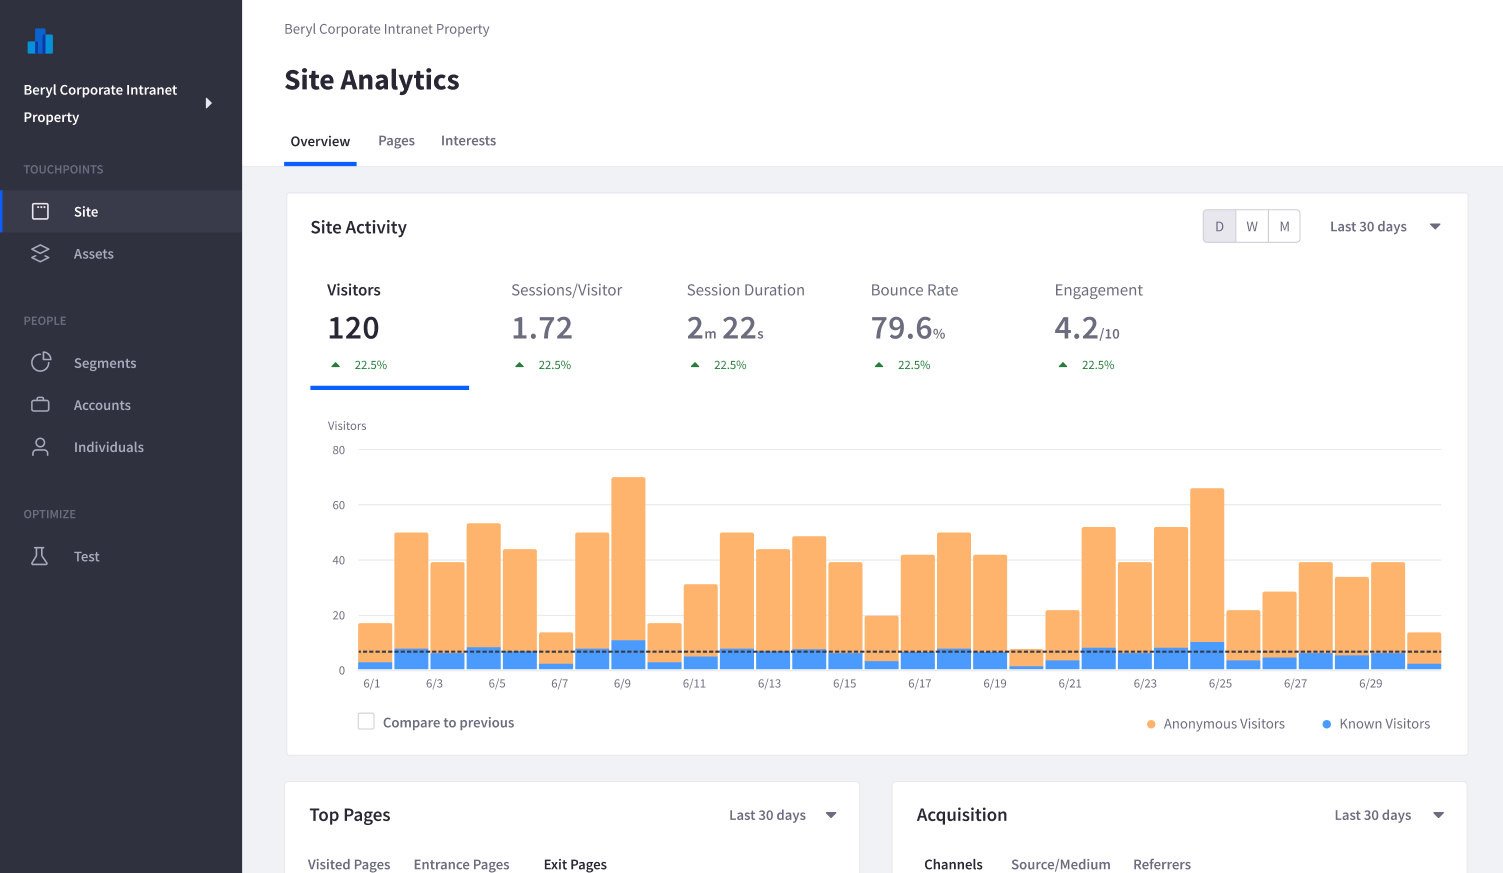 Beryl Corporate Intranet
Property
TOUCHPOINTS
Site
Assets
PEOPLE
Segments
Accounts
Individuals
OPTIMIZE
Test
Beryl Corporate Intranet Property
Site Analytics
Overview Pages Interests
Site Activity
D W M Last 30 days
Visitors Sessions/Visitor Session Duration Bounce Rate Engagement
120 1.72 2m 22s 79.6% 4.2/10
22.5% 22.5% 22.5% 22.5% 22.5%
Visitors
80
60
40
20
0
6/1 6/3 6/5 6/7 6/9 6/11 6/13 6/15 6/17 6/19 6/21 6/23 6/25 6/27 6/29
Compare to previous
Anonymous Visitors Known Visitors
Top Pages Last 30 days
Visited Pages Entrance Pages Exit Pages
Acquisition Last 30 days
Channels Source/Medium Referrers